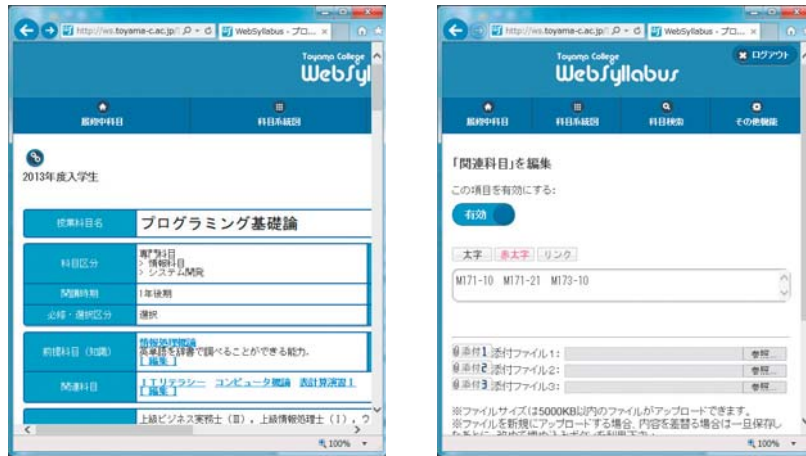 http://ws.toyama-c.ac.jp
WebSyllabus - プロ...
Toyama College
WebSyl
履修中科目
科目系統図
2013年度入学生
授業科目名
プログラミング基礎論
科目区分
専門科目
> 情報科目
> システム開発
開講時期
1年後期
必修・選択区分
選択
前提科目(知識)
情報処理概論
英単語を辞書で調べることができる能力。
[ 編集 ]
関連科目
ITリテラシー コンピュータ概論 表計算演習1
[ 編集 ]
上級ビジネス実務士(Ⅱ), 上級情報処理士(1), ウ
100%
http://ws.toyama-c.ac.jp
WebSyllabus - プロ...
Toyama College
WebSyllabus
ログアウト
履修中科目
科目系統図
科目検索
その他機能
「関連科目」を編集
この項目を有効にする:
有効
太字
赤太字
リンク
M171-10 M171-21 M173-10
添付1 添付ファイル1:
参照...
添付2 添付ファイル2:
参照...
添付3 添付ファイル3:
参照...
※ファイルサイズは5000KB以内のファイルがアップロードできます。
※ファイルを新規にアップロードする場合、内容を差替る場合は一旦保存し
100%